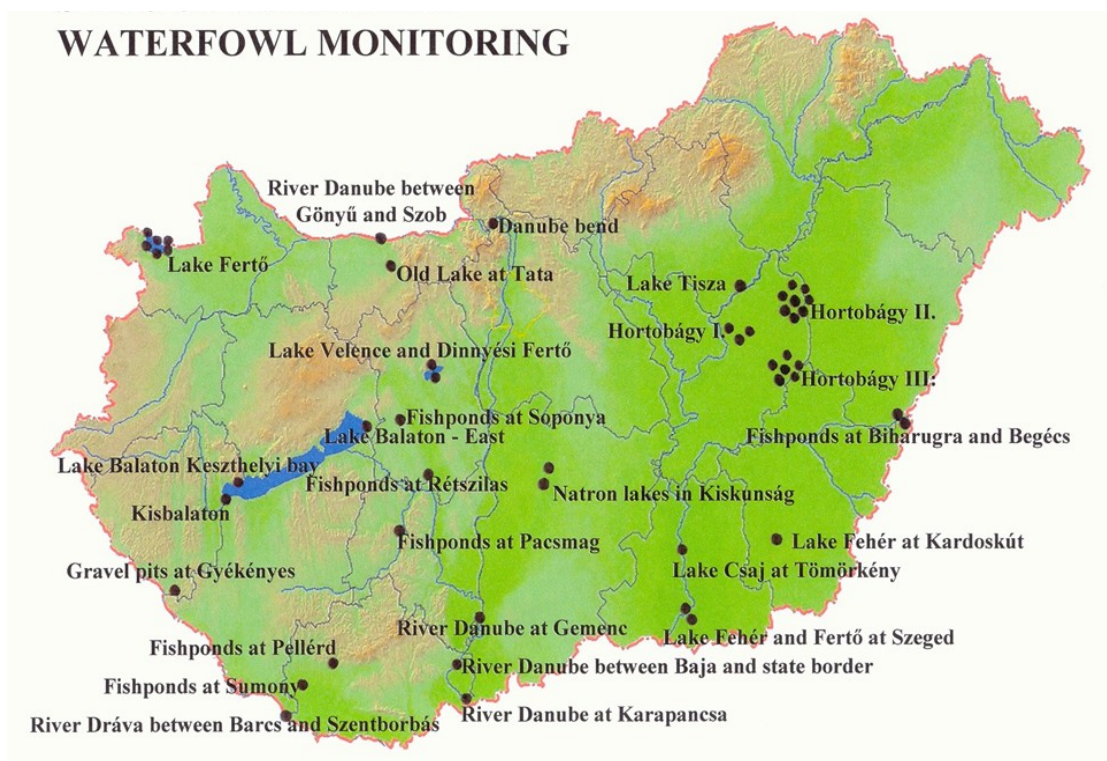 WATERFOWL MONITORING
River Danube between
Gönyű and Szob
Danube bend
Lake Fertő
Old Lake at Tata
Lake Tisza
Hortobágy II.
Hortobágy I.
Lake Velence and Dinnyési Fertő
Hortobágy III.
Fishponds at Soponya
Lake Balaton - East
Fishponds at Biharugra and Begécs
Lake Balaton Keszthelyi bay
Fishponds at Rétszilas
Natron lakes in Kiskunság
Kisbalaton
Fishponds at Pacsmag
Lake Fehér at Kardoskút
Gravel pits at Gyékényes
Lake Csaj at Tömörkény
River Danube at Gemenc
Lake Fehér and Fertő at Szeged
Fishponds at Pellérd
River Danube between Baja and state border
Fishponds at Sumony
River Danube at Karapancsa
River Dráva between Barcs and Szentborbás